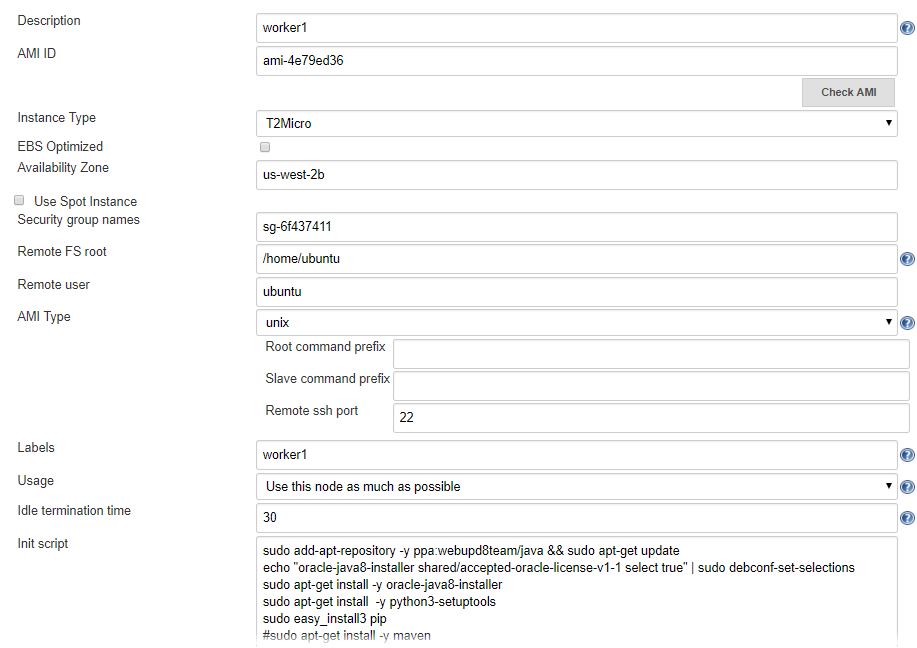 Description
worker1
AMI ID
ami-4e79ed36
Check AMI
Instance Type
T2Micro
EBS Optimized
Availability Zone
us-west-2b
Use Spot Instance
Security group names
sg-6f437411
Remote FS root
/home/ubuntu
Remote user
ubuntu
AMI Type
unix
Root command prefix
Slave command prefix
Remote ssh port
22
Labels
worker1
Usage
Use this node as much as possible
Idle termination time
30
Init script
sudo add-apt-repository -y ppa:webupd8team/java && sudo apt-get update
echo "oracle-java8-installer shared/accepted-oracle-license-v1-1 select true" | sudo debconf-set-selections
sudo apt-get install -y oracle-java8-installer
sudo apt-get install  -y python3-setuptools
sudo easy_install3 pip
#sudo apt-get install -y maven